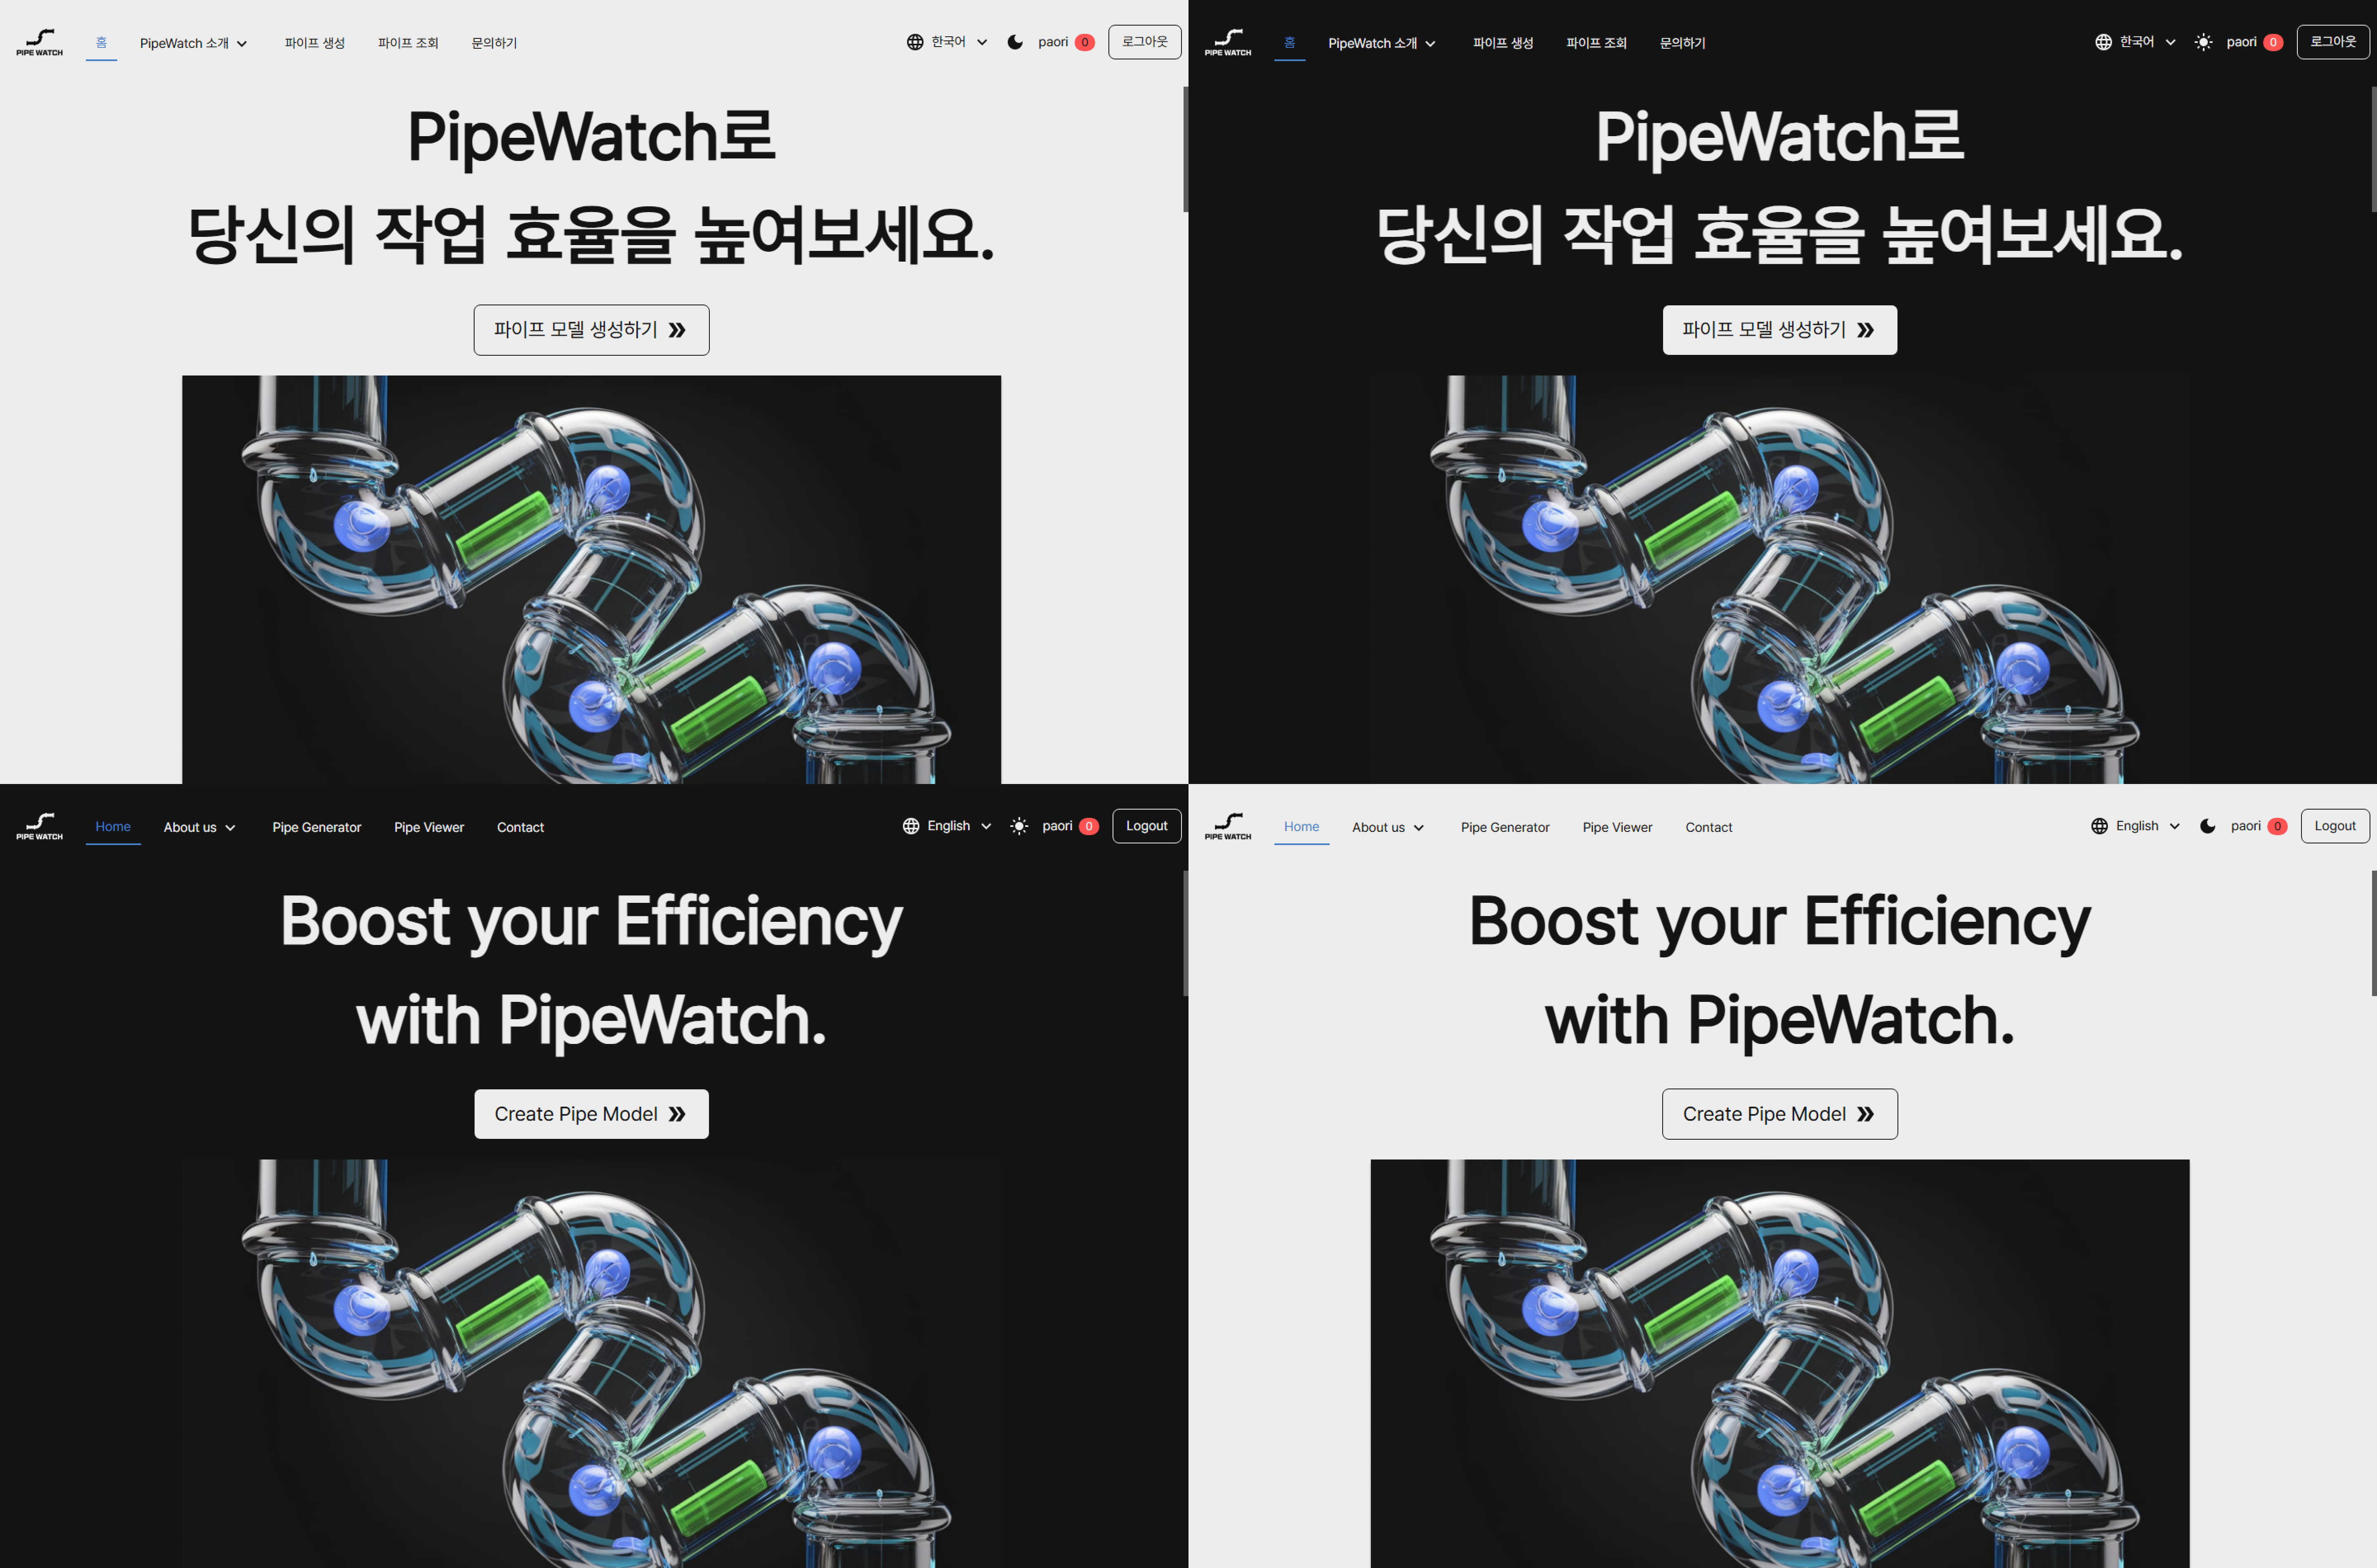 PIPE WATCH 홈 PipeWatch 소개 파이프 생성 파이프 조회 문의하기 한국어 paori 0 로그아웃
PipeWatch로
당신의 작업 효율을 높여보세요.
파이프 모델 생성하기
PIPE WATCH 홈 PipeWatch 소개 파이프 생성 파이프 조회 문의하기 한국어 paori 0 로그아웃
PipeWatch로
당신의 작업 효율을 높여보세요.
파이프 모델 생성하기
PIPE WATCH Home About us Pipe Generator Pipe Viewer Contact English paori 0 Logout
Boost your Efficiency
with PipeWatch.
Create Pipe Model
PIPE WATCH Home About us Pipe Generator Pipe Viewer Contact English paori 0 Logout
Boost your Efficiency
with PipeWatch.
Create Pipe Model